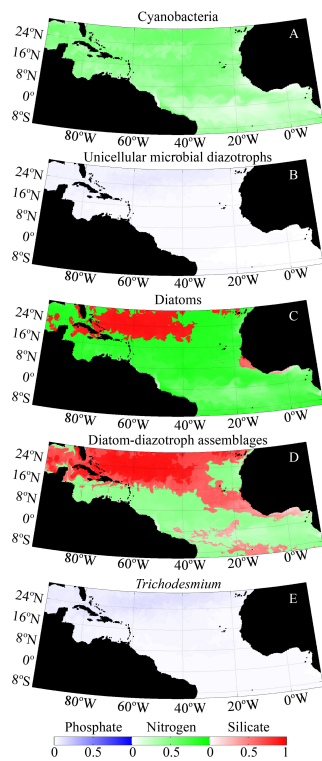 Cyanobacteria
A
24°N
16°N
8°N
0°
8°S
80°W
60°W
40°W
20°W
0°W
Unicellular microbial diazotrophs
B
24°N
16°N
8°N
0°
8°S
80°W
60°W
40°W
20°W
0°W
Diatoms
C
24°N
16°N
8°N
0°
8°S
80°W
60°W
40°W
20°W
0°W
Diatom-diazotroph assemblages
D
24°N
16°N
8°N
0°
8°S
80°W
60°W
40°W
20°W
0°W
Trichodesmium
E
24°N
16°N
8°N
0°
8°S
80°W
60°W
40°W
20°W
0°W
Phosphate Nitrogen Silicate
0 0.5 0 0.5 0 0.5 1